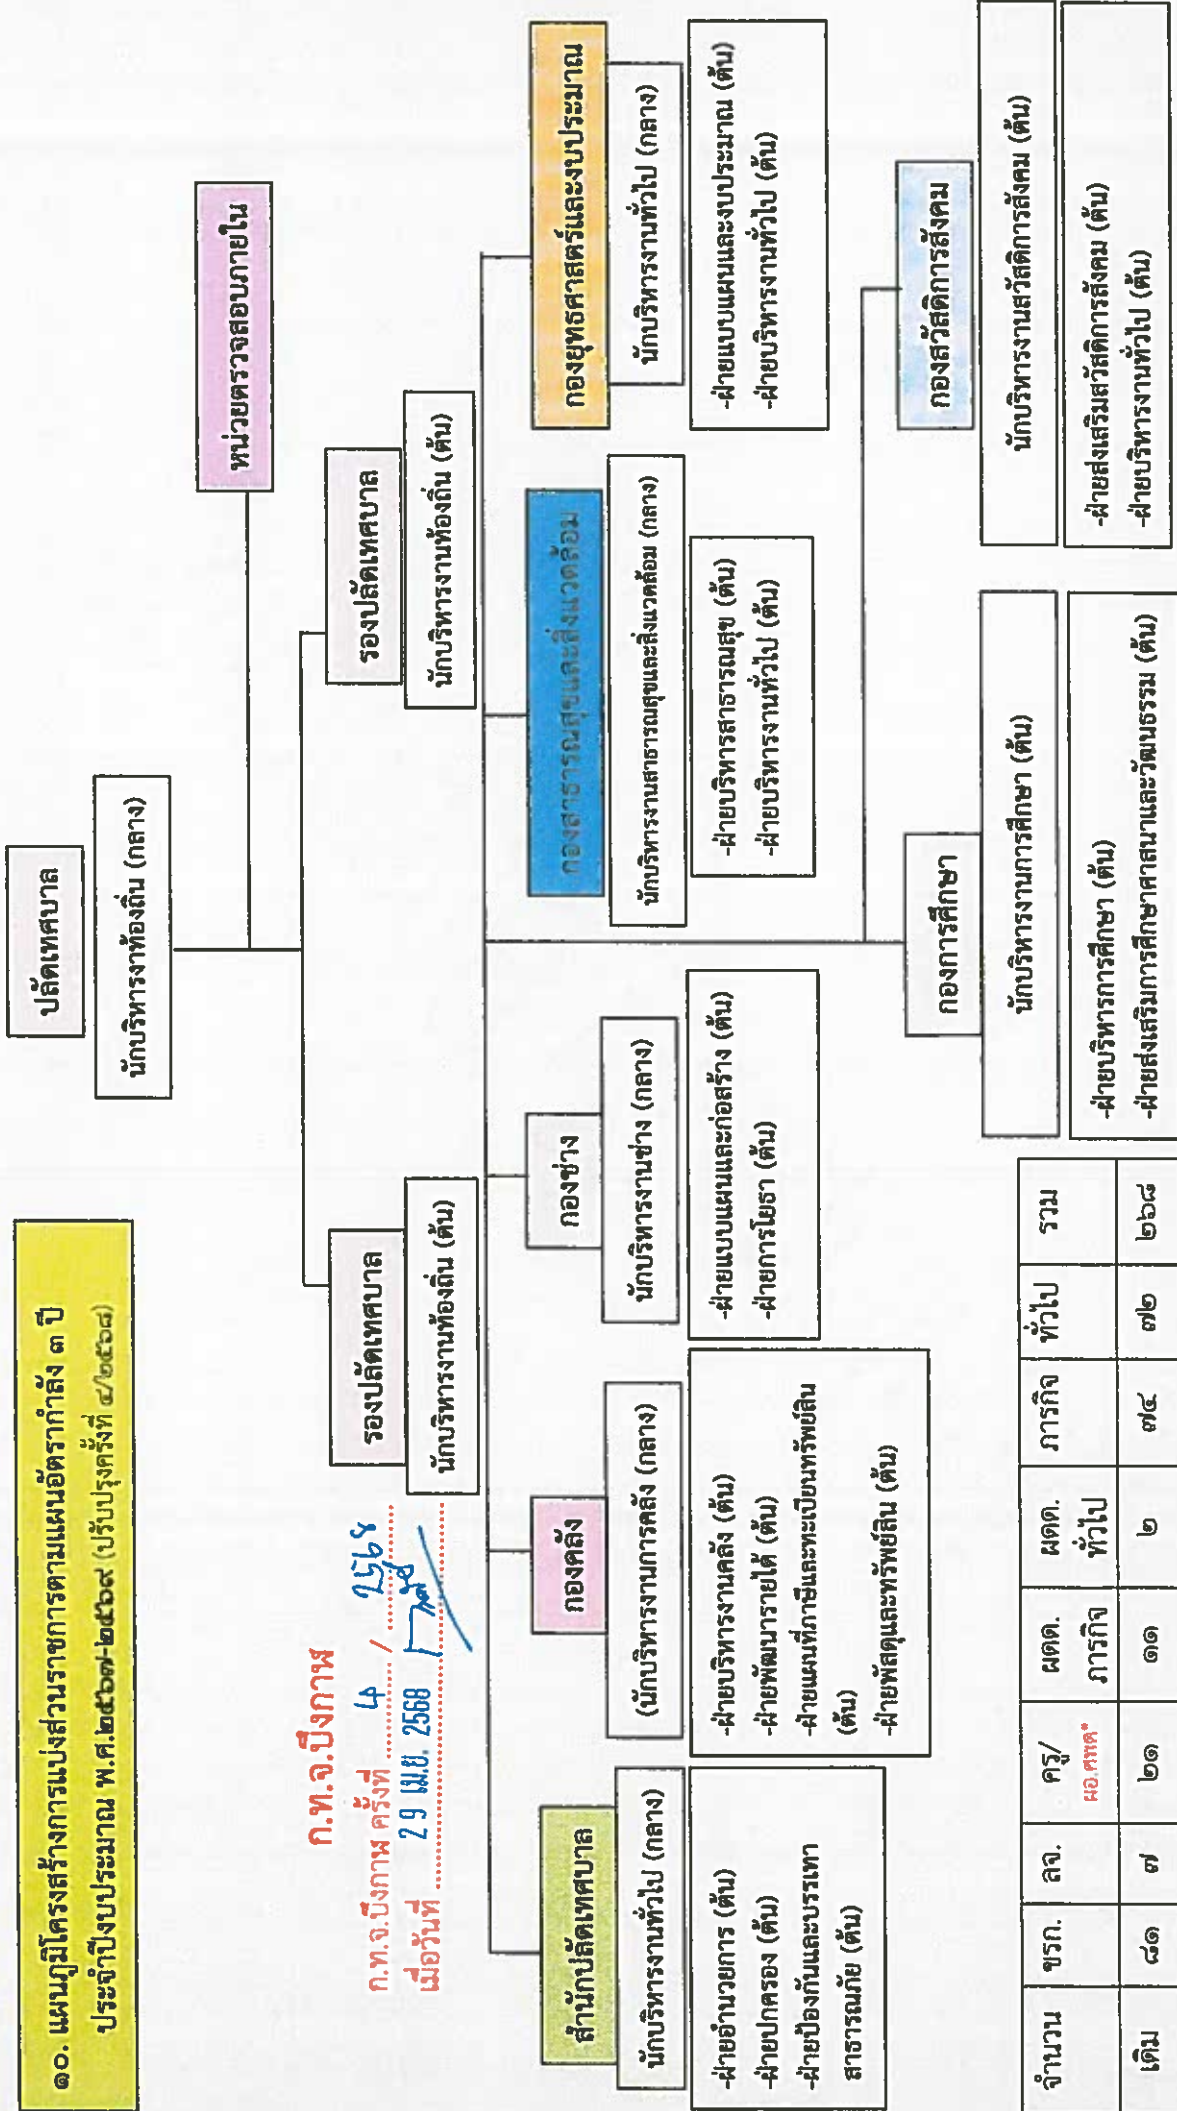 ๑๐. แผนภูมิโครงสร้างการแบ่งส่วนราชการตามแผนอัตรากำลัง ๓ ปี
ประจำปีงบประมาณ พ.ศ.๒๕๖๗-๒๕๖๙ (ปรับปรุงครั้งที่ ๔/๒๕๖๘)
ก.ท.จ.บึงกาฬ
ก.ท.จ.บึงกาฬ ครั้งที่ 4 / 2568
เมื่อวันที่ 29 เม.ย. 2568
ปลัดเทศบาล
นักบริหารงาท้องถิ่น (กลาง)
หน่วยตรวจสอบภายใน
รองปลัดเทศบาล
นักบริหารงานท้องถิ่น (ต้น)
รองปลัดเทศบาล
นักบริหารงานท้องถิ่น (ต้น)
สำนักปลัดเทศบาล
นักบริหารงานทั่วไป (กลาง)
-ฝ่ายอำนวยการ (ต้น)
-ฝ่ายปกครอง (ต้น)
-ฝ่ายป้องกันและบรรเทา
สาธารณภัย (ต้น)
กองคลัง
(นักบริหารงานการคลัง (กลาง)
-ฝ่ายบริหารงานคลัง (ต้น)
-ฝ่ายพัฒนารายได้ (ต้น)
-ฝ่ายแผนที่ภาษีและทะเบียนทรัพย์สิน
(ต้น)
-ฝ่ายพัสดุและทรัพย์สิน (ต้น)
กองช่าง
นักบริหารงานช่าง (กลาง)
-ฝ่ายแบบแผนและก่อสร้าง (ต้น)
-ฝ่ายการโยธา (ต้น)
กองสาธารณสุขและสิ่งแวดล้อม
นักบริหารงานสาธารณสุขและสิ่งแวดล้อม (กลาง)
-ฝ่ายบริหารสาธารณสุข (ต้น)
-ฝ่ายบริหารงานทั่วไป (ต้น)
กองยุทธศาสตร์และงบประมาณ
นักบริหารงานทั่วไป (กลาง)
-ฝ่ายแบบแผนและงบประมาณ (ต้น)
-ฝ่ายบริหารงานทั่วไป (ต้น)
กองการศึกษา
นักบริหารงานการศึกษา (ต้น)
-ฝ่ายบริหารการศึกษา (ต้น)
-ฝ่ายส่งเสริมการศึกษาศาสนาและวัฒนธรรม (ต้น)
กองสวัสดิการสังคม
นักบริหารงานสวัสดิการสังคม (ต้น)
-ฝ่ายส่งเสริมสวัสดิการสังคม (ต้น)
-ฝ่ายบริหารงานทั่วไป (ต้น)
จำนวน ขรก. ลจ. ครู/ ผอ.ศพด* ผดด. ภารกิจ ผดด. ทั่วไป ภารกิจ ทั่วไป รวม
เดิม ๘๑ ๗ ๒๑ ๑๑ ๒ ๗๔ ๗๒ ๒๖๘